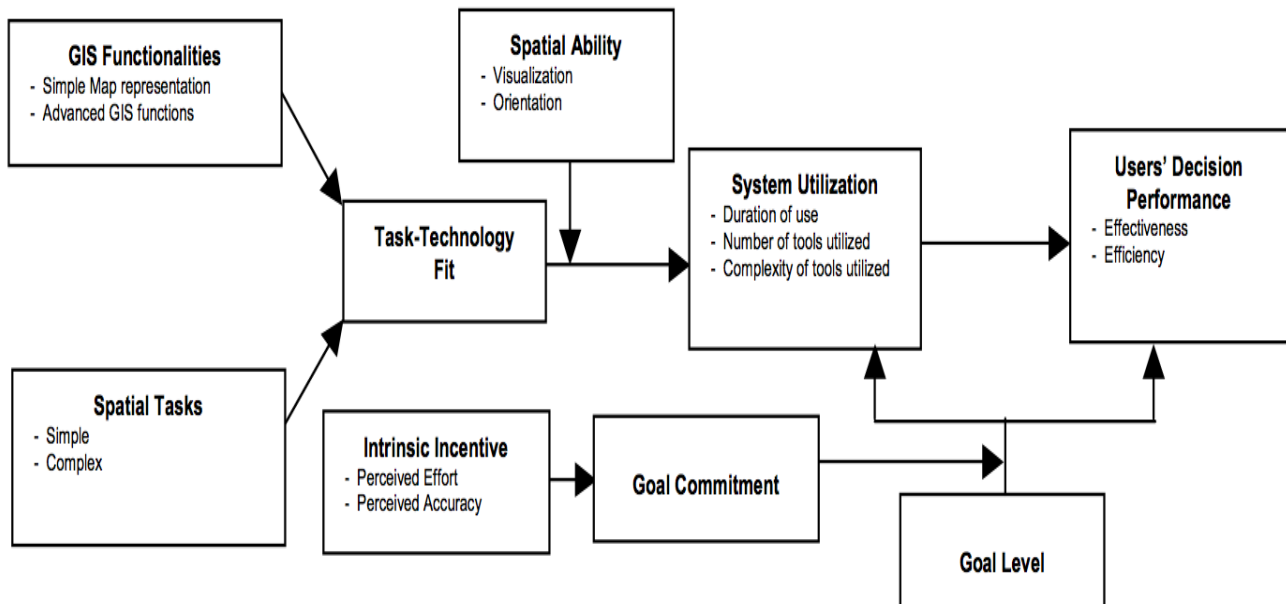 GIS Functionalities
- Simple Map representation
- Advanced GIS functions
Spatial Ability
- Visualization
- Orientation
Task-Technology
Fit
System Utilization
- Duration of use
- Number of tools utilized
- Complexity of tools utilized
Users' Decision
Performance
- Effectiveness
- Efficiency
Spatial Tasks
- Simple
- Complex
Intrinsic Incentive
- Perceived Effort
- Perceived Accuracy
Goal Commitment
Goal Level